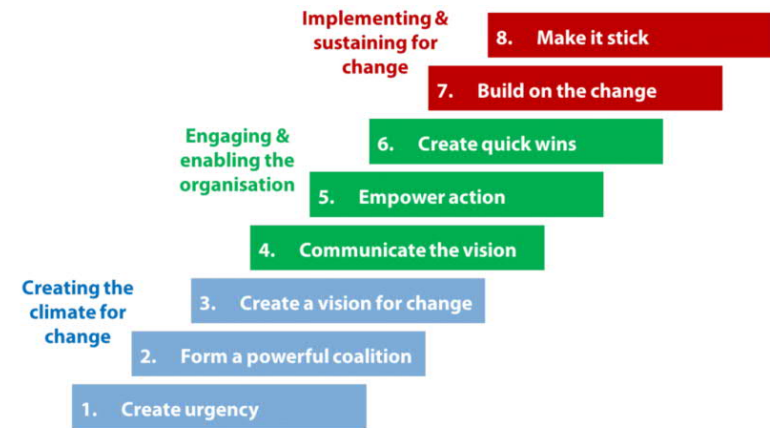 Implementing &
sustaining for
change
8. Make it stick
7. Build on the change
Engaging &
enabling the
organisation
6. Create quick wins
5. Empower action
4. Communicate the vision
Creating the
climate for
change
3. Create a vision for change
2. Form a powerful coalition
1. Create urgency